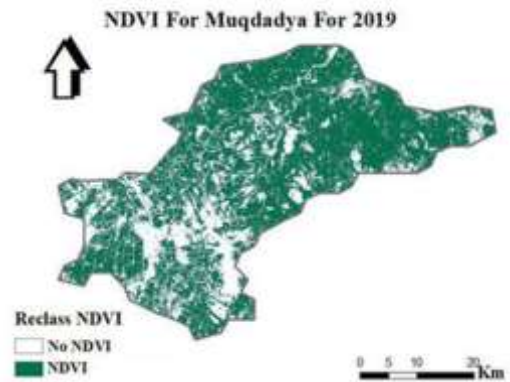 NDVI For Muqdadya For 2019
Reclass NDVI
No NDVI
NDVI
0 5 10 20
Km